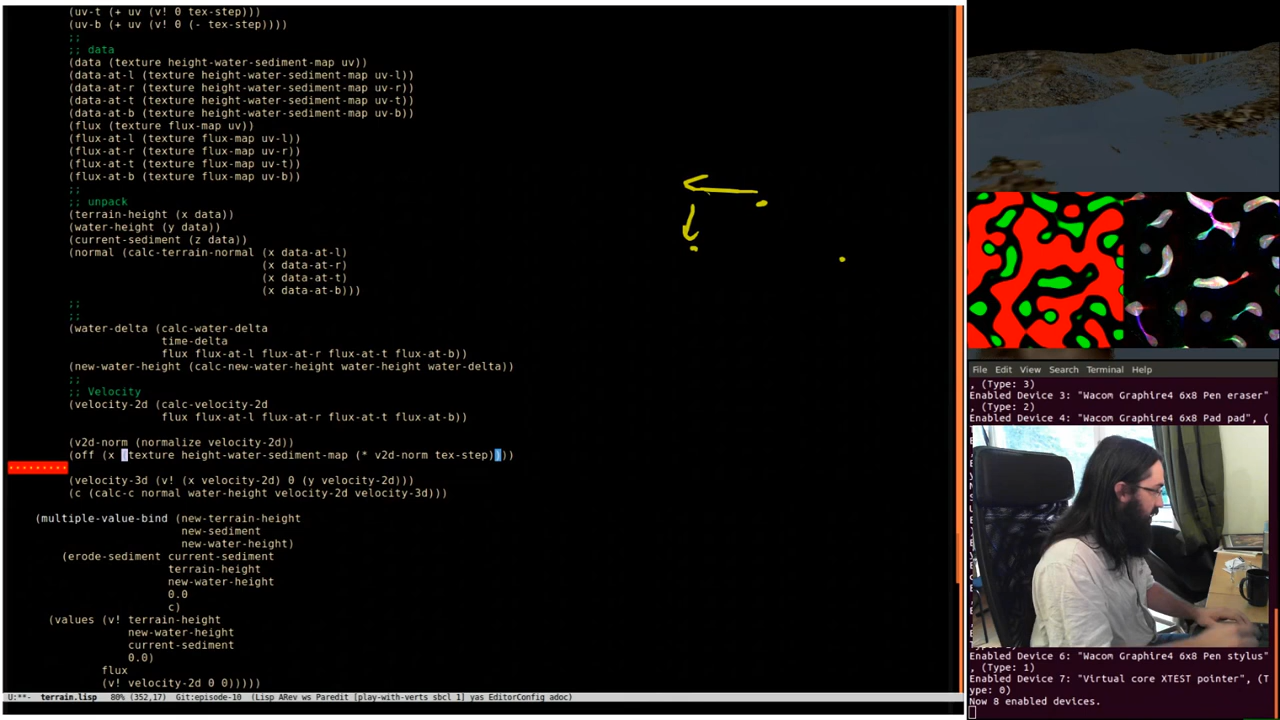 (uv-t (+ uv (v! 0 tex-step)))
(uv-b (+ uv (v! 0 (- tex-step))))
;;
;; data
(data (texture height-water-sediment-map uv))
(data-at-l (texture height-water-sediment-map uv-l))
(data-at-r (texture height-water-sediment-map uv-r))
(data-at-t (texture height-water-sediment-map uv-t))
(data-at-b (texture height-water-sediment-map uv-b))
(flux (texture flux-map uv))
(flux-at-l (texture flux-map uv-l))
(flux-at-r (texture flux-map uv-r))
(flux-at-t (texture flux-map uv-t))
(flux-at-b (texture flux-map uv-b))
;;
;; unpack
(terrain-height (x data))
(water-height (y data))
(current-sediment (z data))
(normal (calc-terrain-normal (x data-at-l)
(x data-at-r)
(x data-at-t)
(x data-at-b)))
;;
;;
(water-delta (calc-water-delta
time-delta
flux flux-at-l flux-at-r flux-at-t flux-at-b))
(new-water-height (calc-new-water-height water-height water-delta))
;;
;; Velocity
(velocity-2d (calc-velocity-2d
flux flux-at-l flux-at-r flux-at-t flux-at-b))
(v2d-norm (normalize velocity-2d))
(off (x (texture height-water-sediment-map (* v2d-norm tex-step))))
(velocity-3d (v! (x velocity-2d) 0 (y velocity-2d)))
(c (calc-c normal water-height velocity-2d velocity-3d)))
(multiple-value-bind (new-terrain-height
new-sediment
new-water-height)
(erode-sediment current-sediment
terrain-height
new-water-height
0.0
c)
(values (v! terrain-height
new-water-height
current-sediment
0.0)
flux
(v! velocity-2d 0 0)))))
U:**- terrain.lisp 80% (352,17) Git:episode-10 (Lisp ARev ws Paredit [play-with-verts sbcl 1] yas EditorConfig adoc)
File Edit View Search Terminal Help
, (Type: 3)
Enabled Device 3: "Wacom Graphire4 6x8 Pen eraser"
, (Type: 2)
Enabled Device 4: "Wacom Graphire4 6x8 Pad pad", (
Enabled Device 6: "Wacom Graphire4 6x8 Pen stylus"
, (Type: 1)
Enabled Device 7: "Virtual core XTEST pointer", (T
ype: 0)
Now 8 enabled devices.